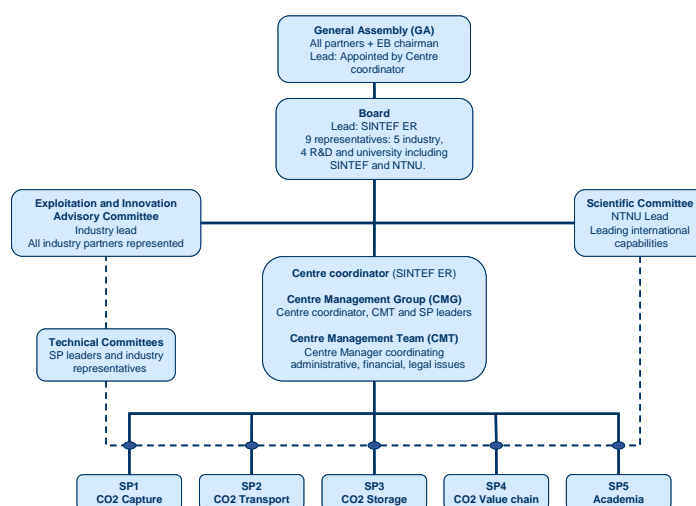 General Assembly (GA)
All partners + EB chairman
Lead: Appointed by Centre
coordinator
Board
Lead: SINTEF ER
9 representatives: 5 industry,
4 R&D and university including
SINTEF and NTNU.
Exploitation and Innovation
Advisory Committee
Industry lead
All industry partners represented
Scientific Committee
NTNU Lead
Leading international
capabilities
Centre coordinator (SINTEF ER)
Centre Management Group (CMG)
Centre coordinator, CMT and SP leaders
Centre Management Team (CMT)
Centre Manager coordinating
administrative, financial, legal issues
Technical Committees
SP leaders and industry
representatives
SP1
CO2 Capture
SP2
CO2 Transport
SP3
CO2 Storage
SP4
CO2 Value chain
SP5
Academia